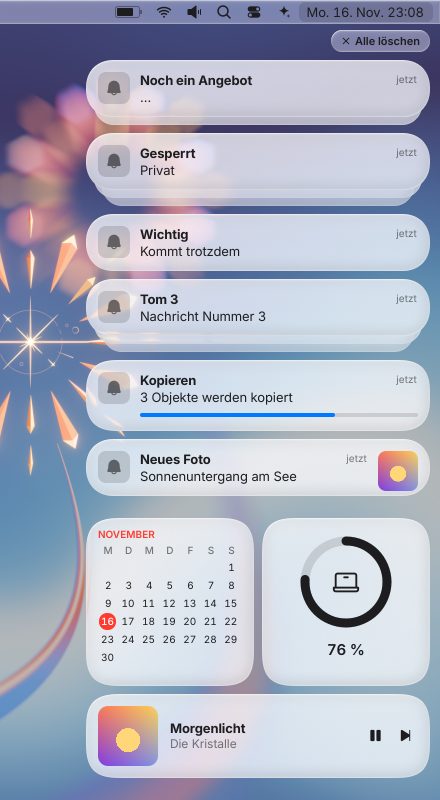 Mo. 16. Nov. 23:08
Alle löschen
Noch ein Angebot jetzt
...
Gesperrt jetzt
Privat
Wichtig jetzt
Kommt trotzdem
Tom 3 jetzt
Nachricht Nummer 3
Kopieren jetzt
3 Objekte werden kopiert
Neues Foto jetzt
Sonnenuntergang am See
NOVEMBER
M D M D F S S
1
2 3 4 5 6 7 8
9 10 11 12 13 14 15
16 17 18 19 20 21 22
23 24 25 26 27 28 29
30
76 %
Morgenlicht
Die Kristalle